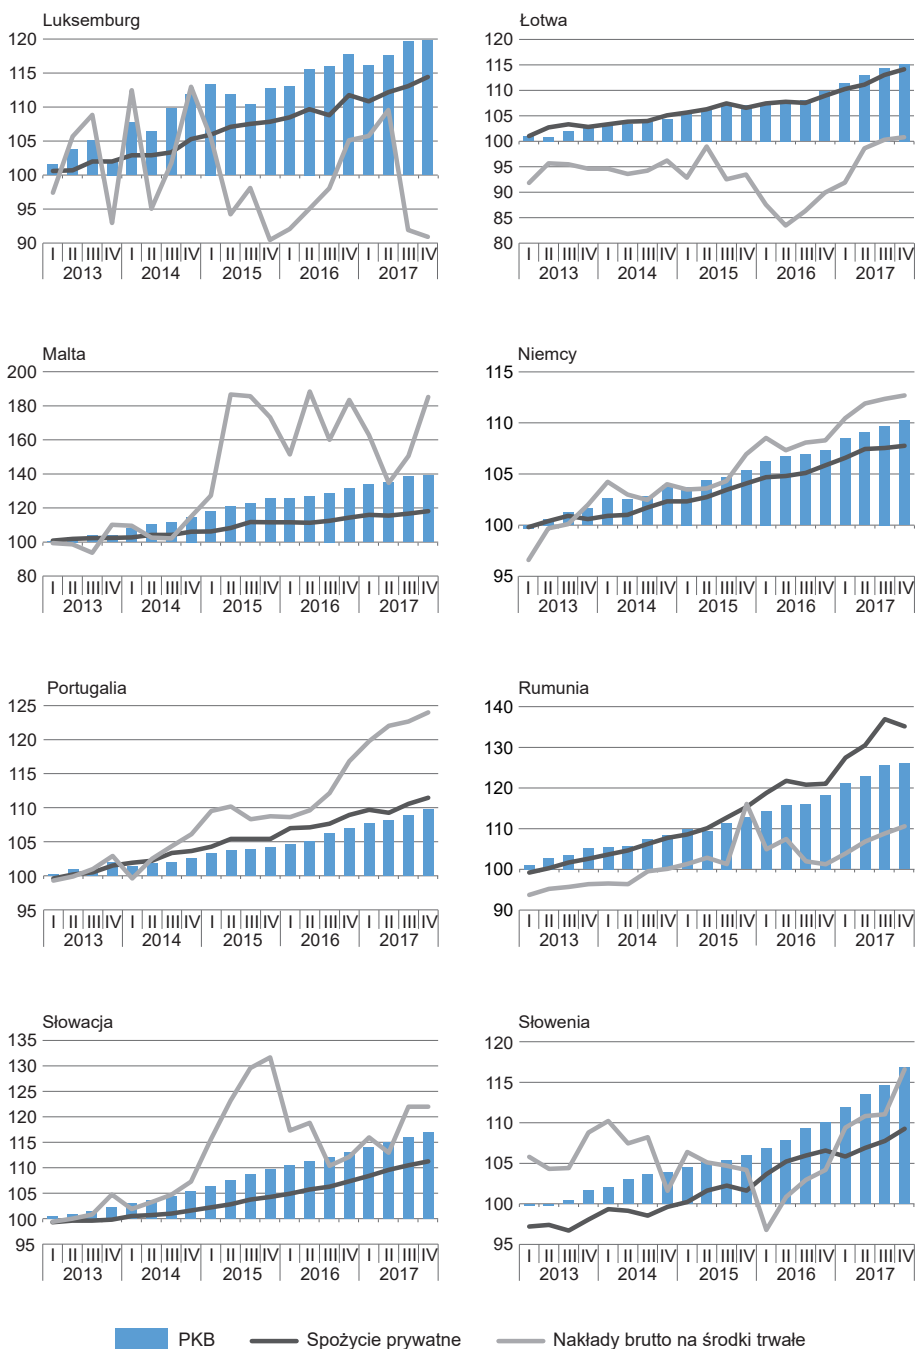 Luksemburg
120
115
110
105
100
95
90
I II III IV I II III IV I II III IV I II III IV I II III IV
2013 2014 2015 2016 2017
Łotwa
120
115
110
105
100
95
90
85
80
I II III IV I II III IV I II III IV I II III IV I II III IV
2013 2014 2015 2016 2017
Malta
200
180
160
140
120
100
80
I II III IV I II III IV I II III IV I II III IV I II III IV
2013 2014 2015 2016 2017
Niemcy
115
110
105
100
95
I II III IV I II III IV I II III IV I II III IV I II III IV
2013 2014 2015 2016 2017
Portugalia
125
120
115
110
105
100
95
I II III IV I II III IV I II III IV I II III IV I II III IV
2013 2014 2015 2016 2017
Rumunia
140
130
120
110
100
90
I II III IV I II III IV I II III IV I II III IV I II III IV
2013 2014 2015 2016 2017
Słowacja
135
130
125
120
115
110
105
100
95
I II III IV I II III IV I II III IV I II III IV I II III IV
2013 2014 2015 2016 2017
Słowenia
120
115
110
105
100
95
I II III IV I II III IV I II III IV I II III IV I II III IV
2013 2014 2015 2016 2017
PKB Spożycie prywatne Nakłady brutto na środki trwałe